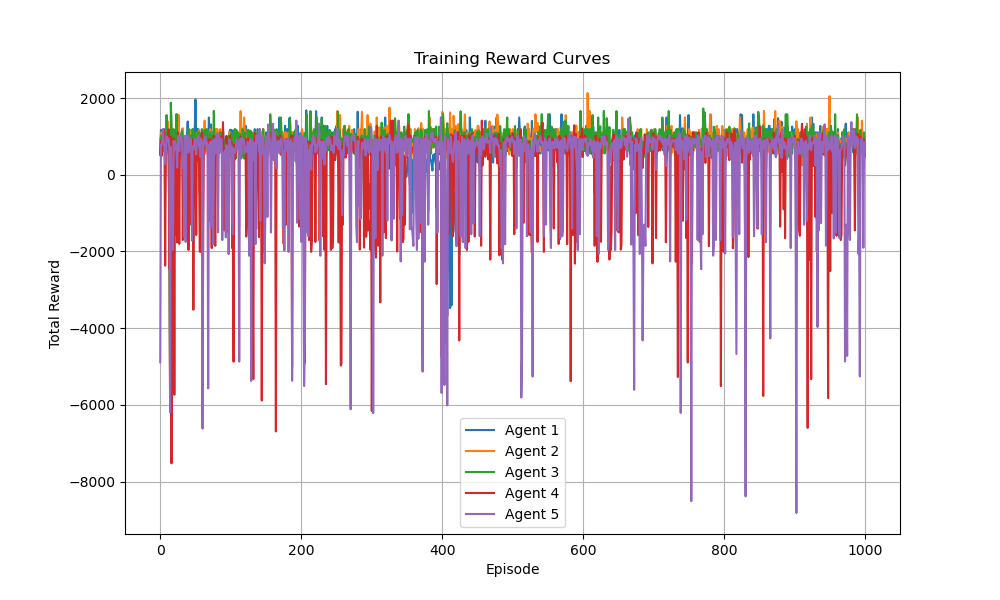 Training Reward Curves
Total Reward
2000
0
−2000
−4000
−6000
−8000
Agent 1
Agent 2
Agent 3
Agent 4
Agent 5
0
200
400
600
800
1000
Episode